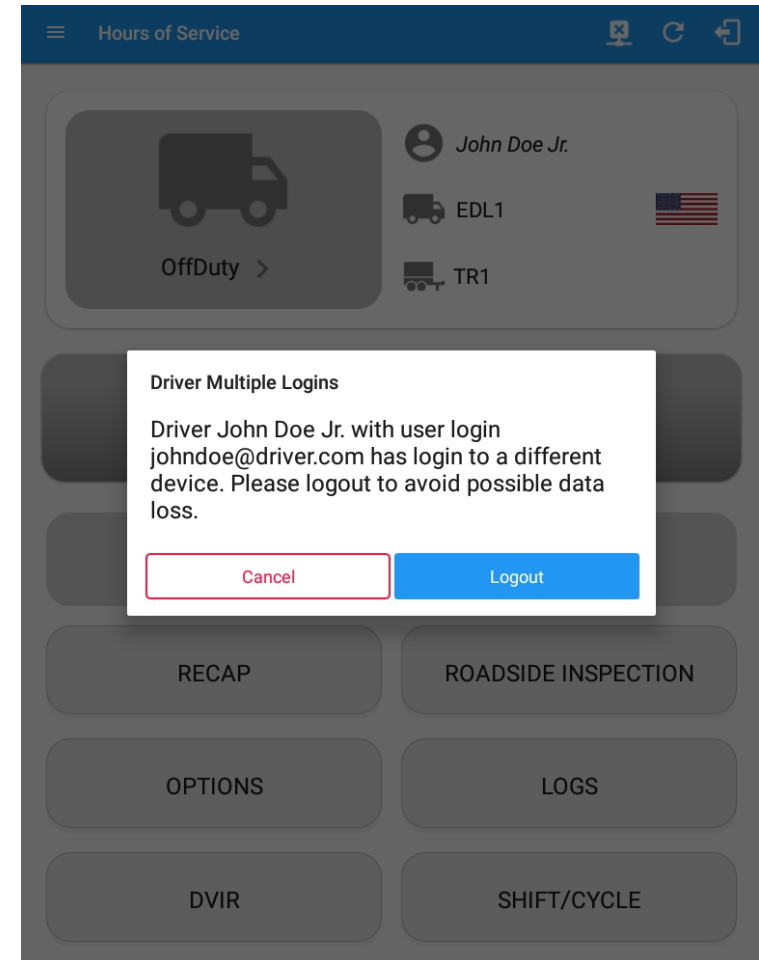 Hours of Service
John Doe Jr.
EDL1
OffDuty >
TR1
Driver Multiple Logins
Driver John Doe Jr. with user login
johndoe@driver.com has login to a different
device. Please logout to avoid possible data
loss.
Cancel
Logout
RECAP
ROADSIDE INSPECTION
OPTIONS
LOGS
DVIR
SHIFT/CYCLE